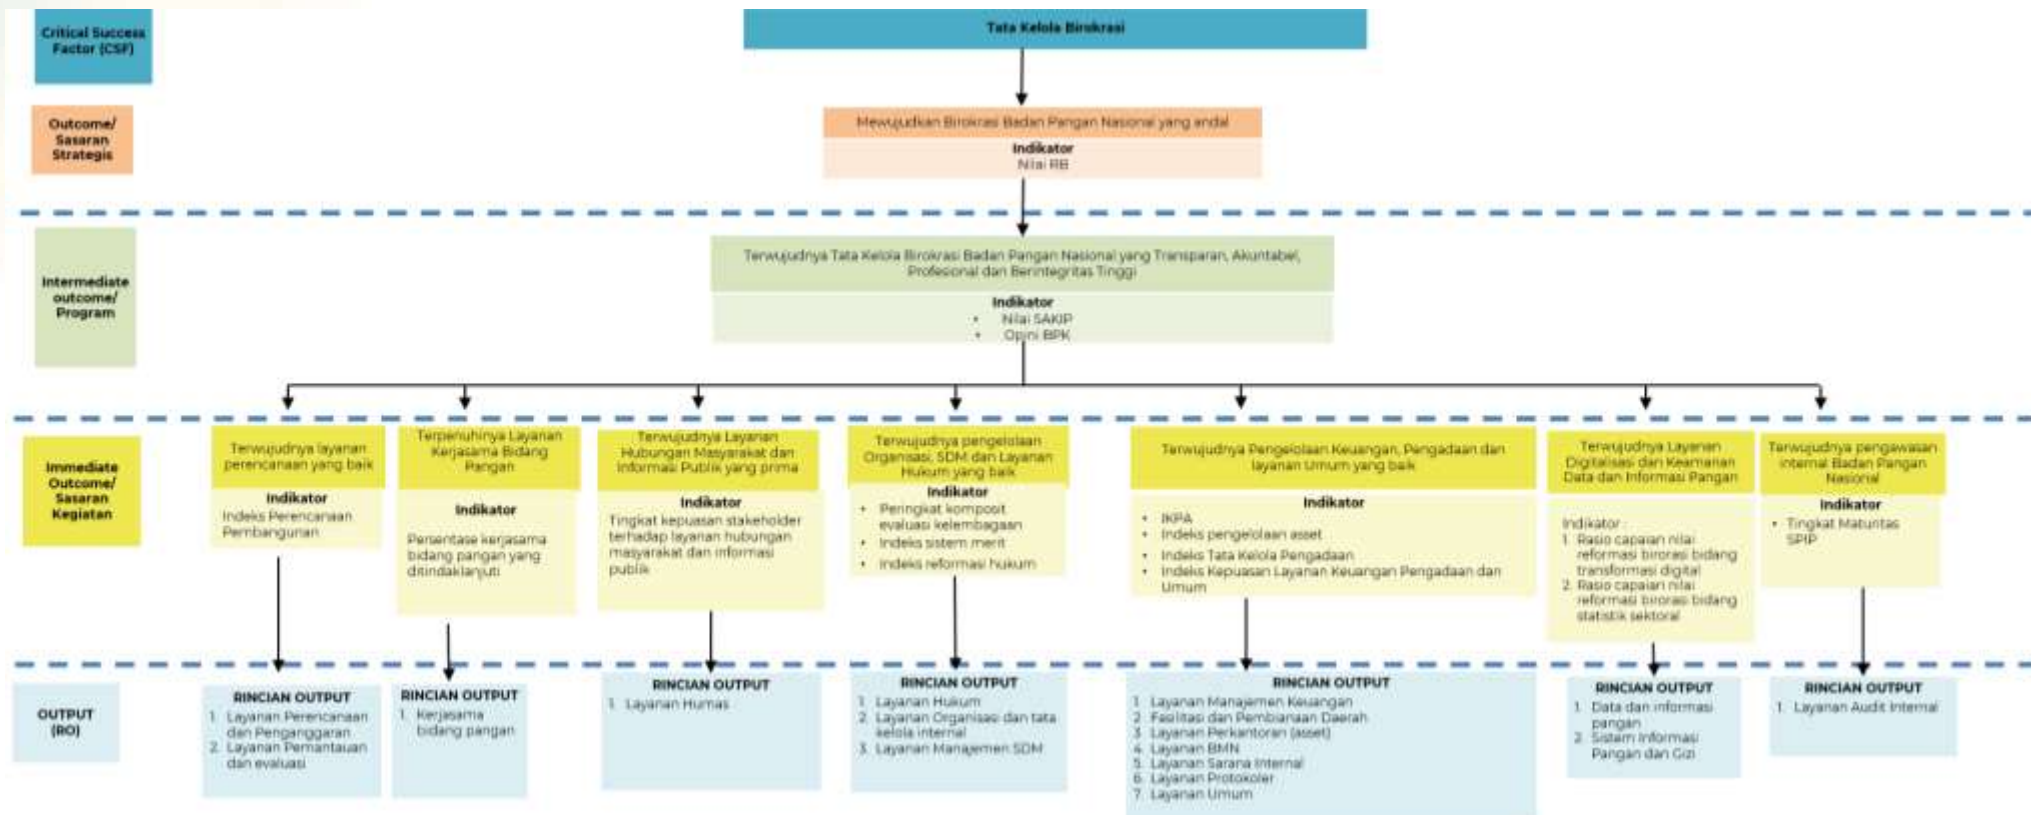 Critical Success
Factor (CSF)
Tata Kelola Birokrasi
Outcome/
Sasaran
Strategis
Mewujudkan Birokrasi Badan Pangan Nasional yang andal
Indikator
Nilai RB
Intermediate
outcome/
Program
Terwujudnya Tata Kelola Birokrasi Badan Pangan Nasional yang Transparan, Akuntabel,
Profesional dan Berintegritas Tinggi
Indikator
• Nilai SAKIP
• Opini BPK
Immediate
Outcome/
Sasaran
Kegiatan
Terwujudnya layanan
perencanaan yang baik
Indikator
Indeks Perencanaan
Pembangunan
Terpenuhinya Layanan
Kerjasama Bidang
Pangan
Indikator
Persentase kerjasama
bidang pangan yang
ditindaklanjuti
Terwujudnya Layanan
Hubungan Masyarakat dan
Informasi Publik yang prima
Indikator
Tingkat kepuasan stakeholder
terhadap layanan hubungan
masyarakat dan informasi
publik
Terwujudnya pengelolaan
Organisasi, SDM dan Layanan
Hukum yang baik
Indikator
• Peringkat komposit
evaluasi kelembagaan
• Indeks sistem merit
• Indeks reformasi hukum
Terwujudnya Pengelolaan Keuangan, Pengadaan dan
layanan Umum yang baik
Indikator
• IKPA
• Indeks pengelolaan asset
• Indeks Tata Kelola Pengadaan
• Indeks Kepuasan Layanan Keuangan Pengadaan dan
Umum
Terwujudnya Layanan
Digitalisasi dan Keamanan
Data dan Informasi Pangan
Indikator :
1. Rasio capaian nilai
reformasi birorasi bidang
transformasi digital
2. Rasio capaian nilai
reformasi birorasi bidang
statistik sektoral
Terwujudnya pengawasan
internal Badan Pangan
Nasional
Indikator
• Tingkat Maturitas
SPIP
OUTPUT
(RO)
RINCIAN OUTPUT
1. Layanan Perencanaan
dan Penganggaran
2. Layanan Pemantauan
dan evaluasi
RINCIAN OUTPUT
1. Kerjasama
bidang pangan
RINCIAN OUTPUT
1. Layanan Humas
RINCIAN OUTPUT
1. Layanan Hukum
2. Layanan Organisasi dan tata
kelola internal
3. Layanan Manajemen SDM
RINCIAN OUTPUT
1. Layanan Manajemen Keuangan
2. Fasilitasi dan Pembianaan Daerah
3. Layanan Perkantoran (asset)
4. Layanan BMN
5. Layanan Sarana Internal
6. Layanan Protokoler
7. Layanan Umum
RINCIAN OUTPUT
1. Data dan informasi
pangan
2. Sistem Informasi
Pangan dan Gizi
RINCIAN OUTPUT
1. Layanan Audit Internal